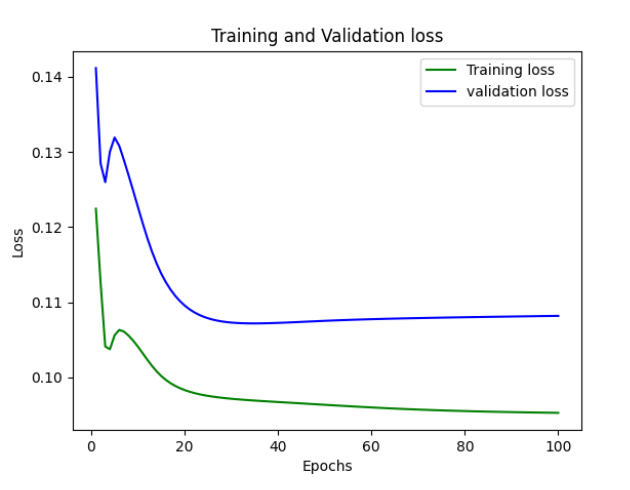 Training and Validation loss
Training loss
validation loss
0.14
0.13
0.12
0.11
0.10
Loss
0
20
40
60
80
100
Epochs